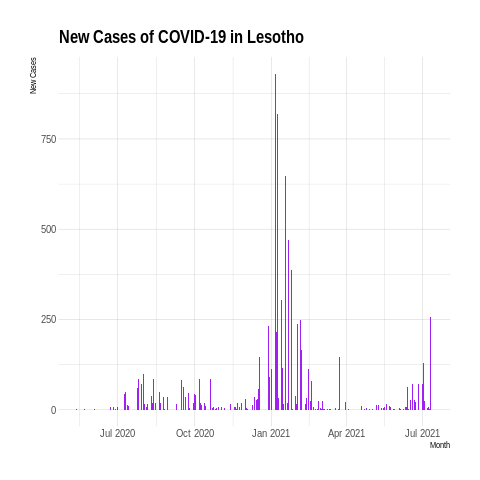 New Cases of COVID-19 in Lesotho
New Cases
750
500
250
0
Jul 2020 Oct 2020 Jan 2021 Apr 2021 Jul 2021
Month